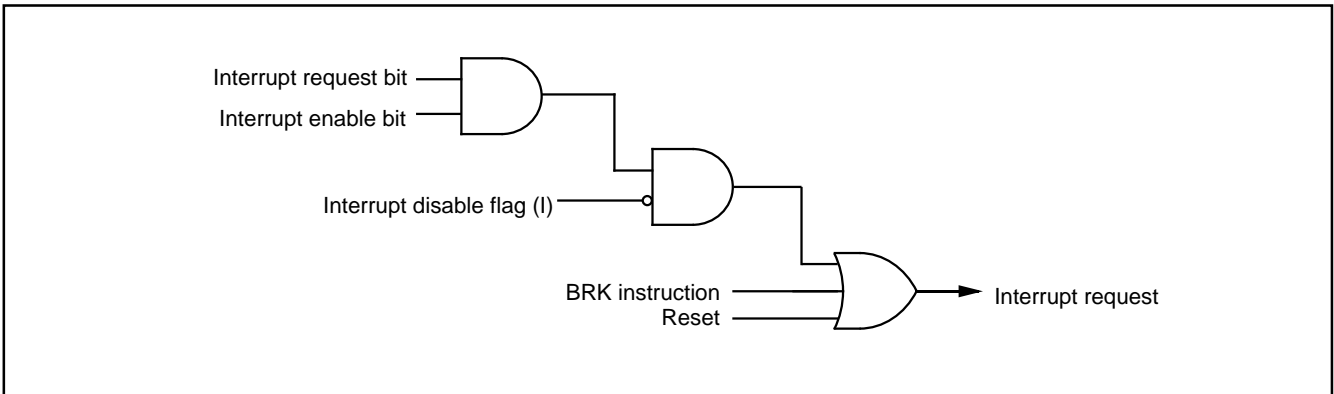 Interrupt request bit
Interrupt enable bit
Interrupt disable flag (I)
BRK instruction
Reset
Interrupt request